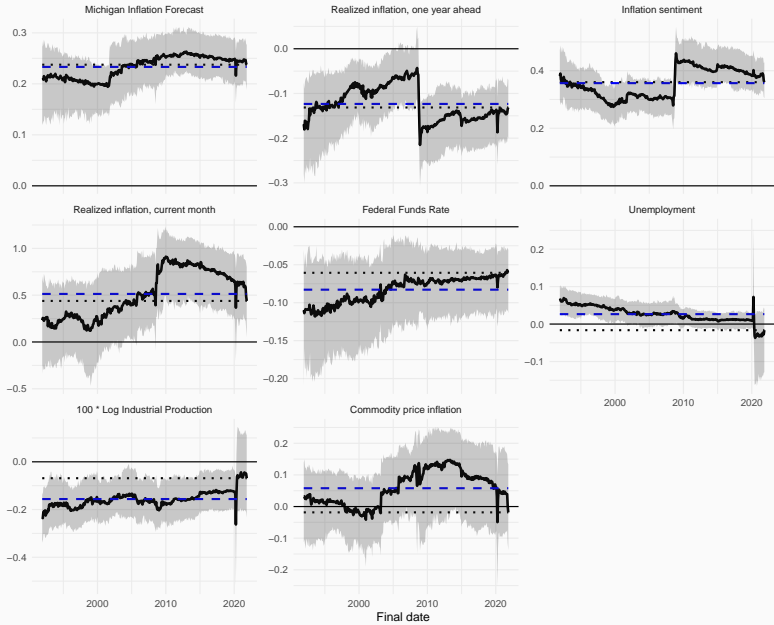 Michigan Inflation Forecast
0.3
0.2
0.1
0.0
Realized inflation, one year ahead
0.0
−0.1
−0.2
−0.3
Inflation sentiment
0.4
0.2
0.0
Realized inflation, current month
1.0
0.5
0.0
−0.5
Federal Funds Rate
0.00
−0.05
−0.10
−0.15
−0.20
Unemployment
0.2
0.1
0.0
−0.1
2000 2010 2020
100 * Log Industrial Production
0.0
−0.2
−0.4
2000 2010 2020
Commodity price inflation
0.2
0.1
0.0
−0.1
−0.2
2000 2010 2020
Final date